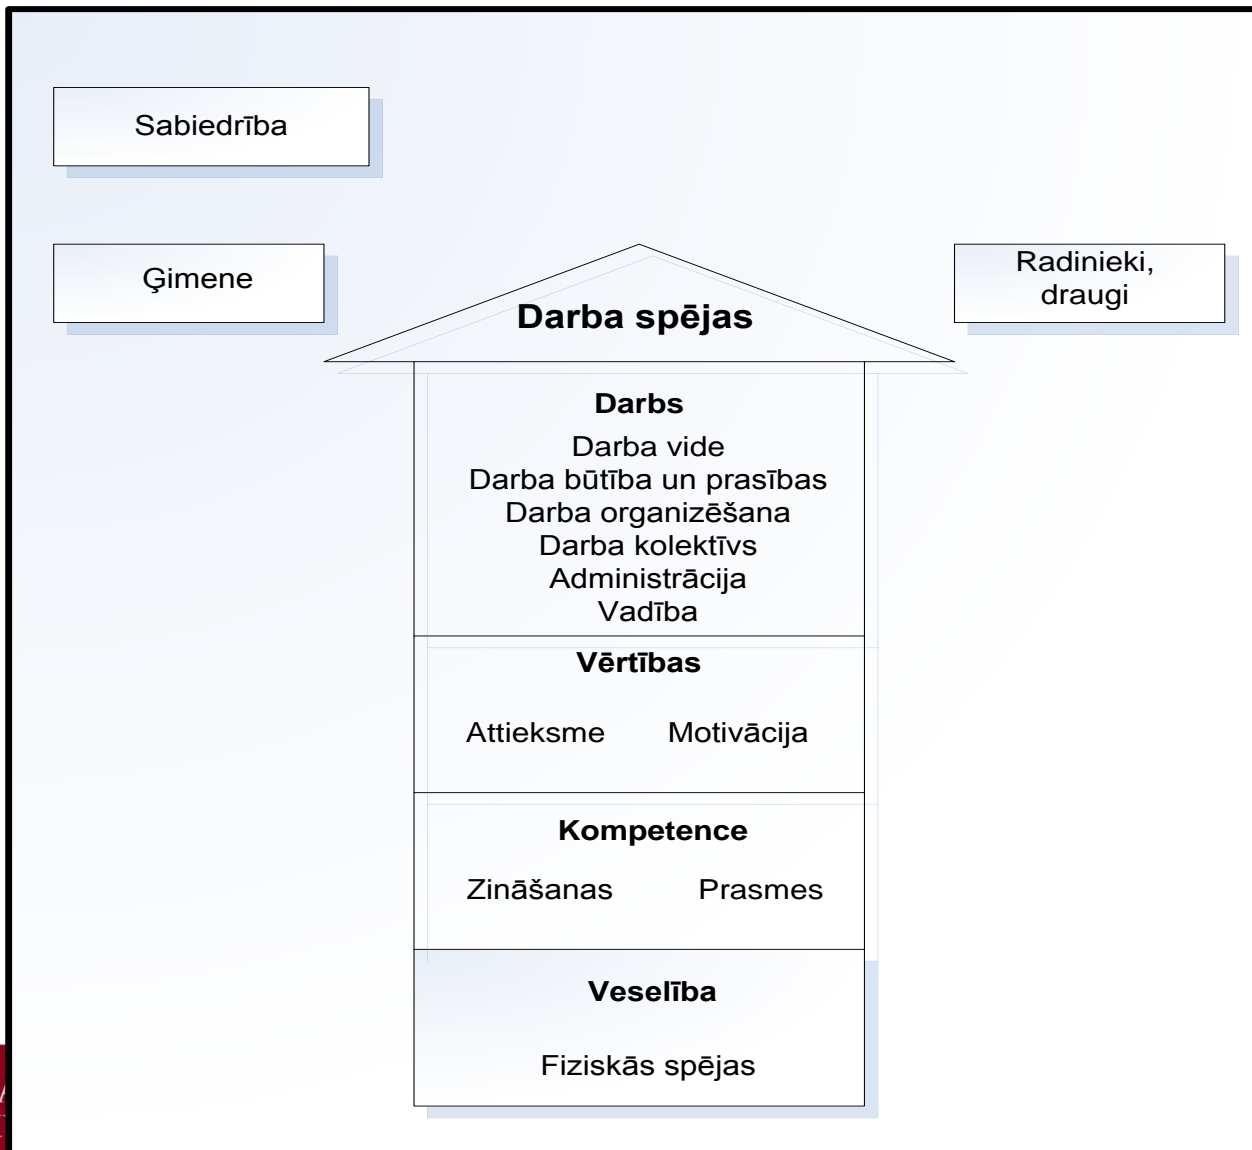 Sabiedrība
Ģimene
Radinieki,
draugi
Darba spējas
Darbs
Darba vide
Darba būtība un prasības
Darba organizēšana
Darba kolektīvs
Administrācija
Vadība
Vērtības
Attieksme Motivācija
Kompetence
Zināšanas Prasmes
Veselība
Fiziskās spējas